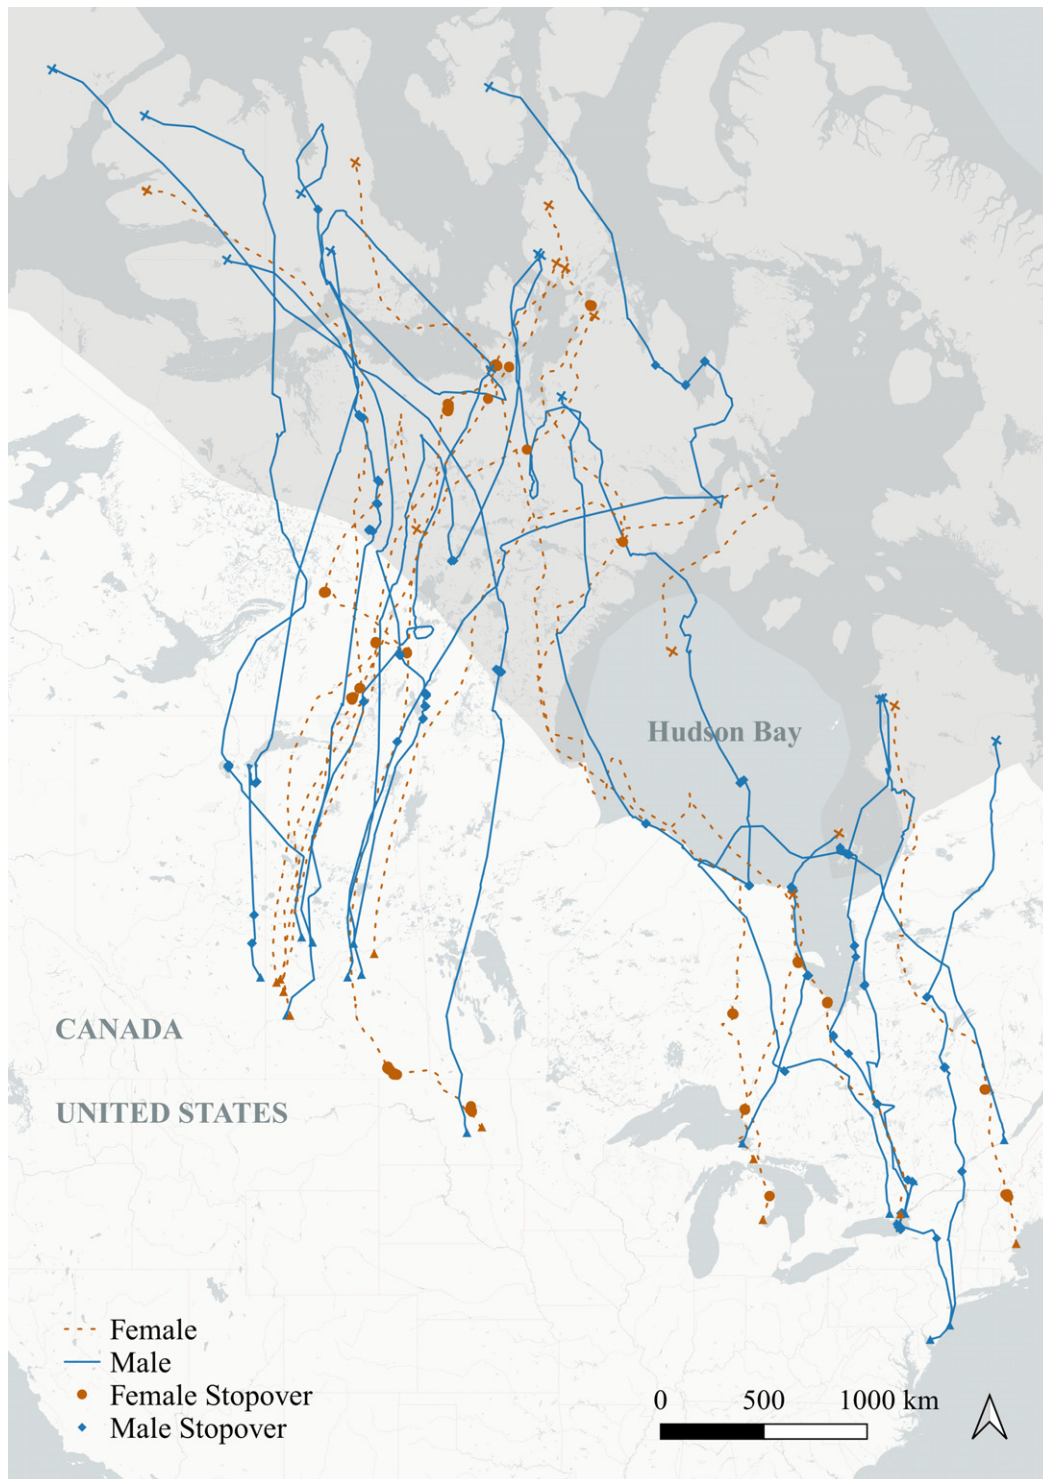 Hudson Bay
CANADA
UNITED STATES
Female
Male
Female Stopover
Male Stopover
0 500 1000 km